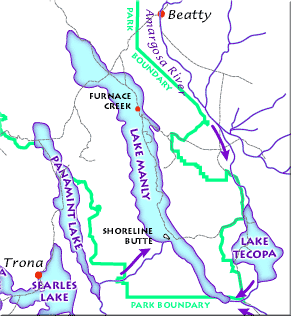 Beatty
PARK
BOUNDARY
Amargosa River
FURNACE
CREEK
LAKE MANLY
PANAMINT LAKE
SHORELINE
BUTTE
LAKE
TECOPA
Trona
SEARLES
LAKE
PARK BOUNDARY